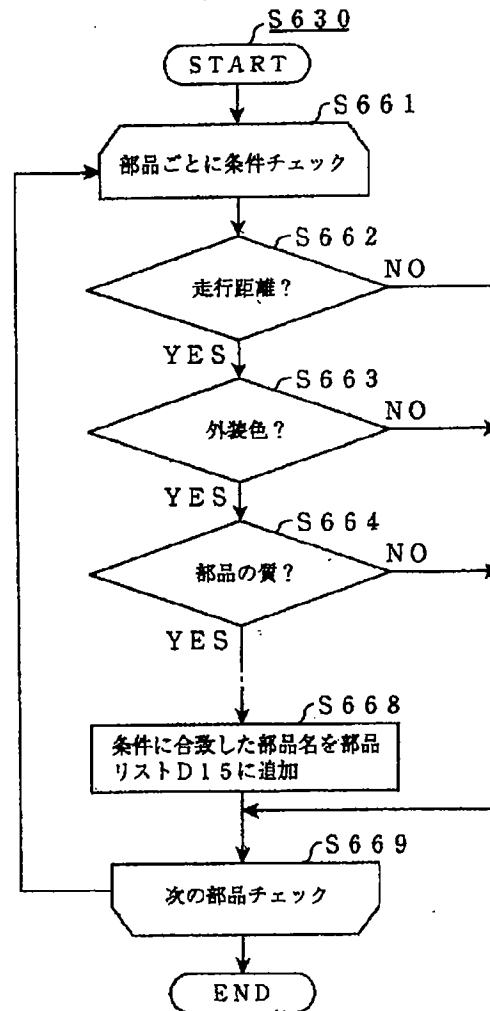 S630
START
S661
部品ごとに条件チェック
S662
走行距離?
NO
YES
S663
外装色?
NO
YES
S664
部品の質?
NO
YES
S668
条件に合致した部品名を部品
リストD15に追加
S669
次の部品チェック
END